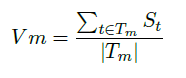 Vm = \frac{\sum_{t \in T_m} S_t}{|T_m|}